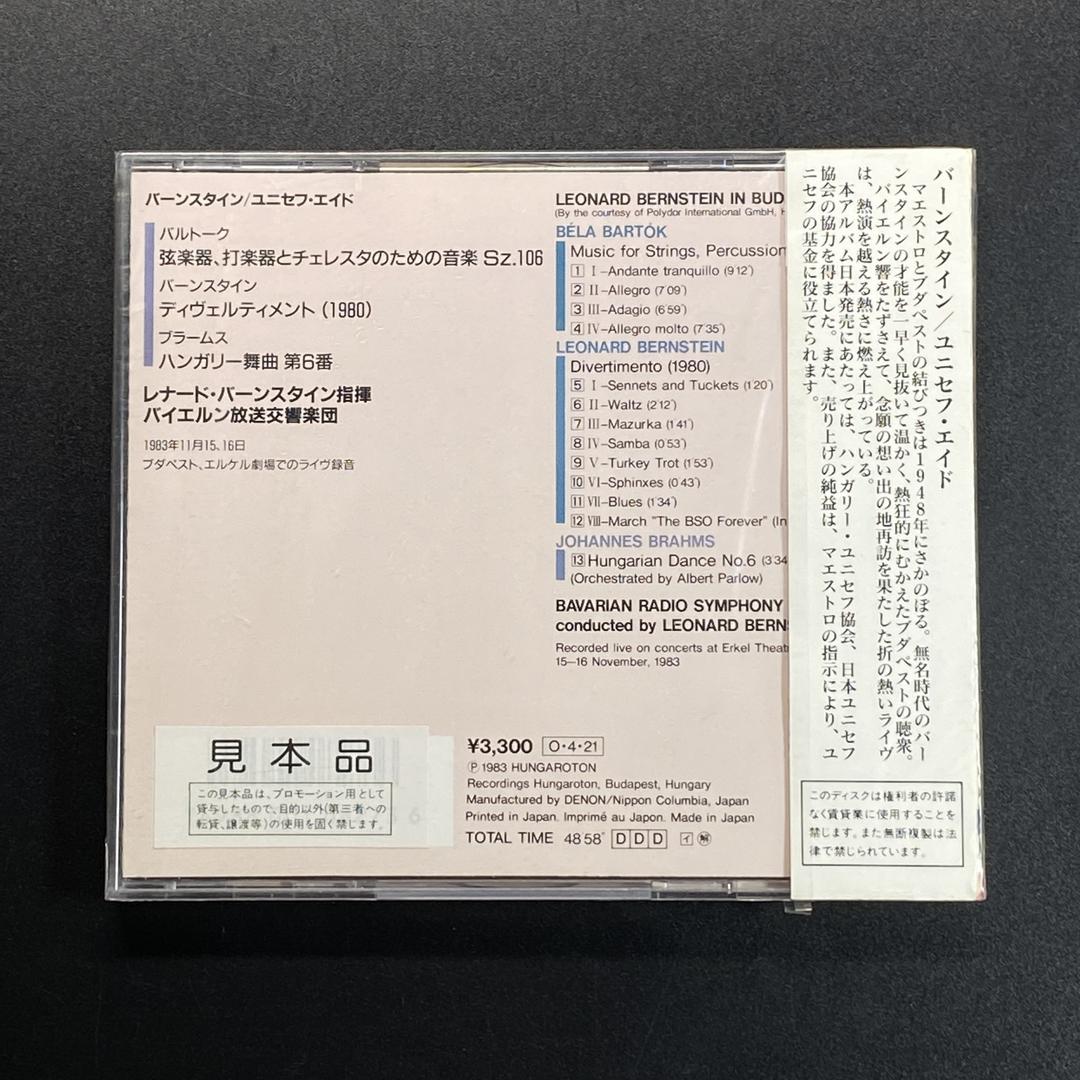 バーンスタイン/ユニセフ・エイド
バルトーク
弦楽器、打楽器とチェレスタのための音楽 Sz.106
バーンスタイン
ディヴェルティメント (1980)
ブラームス
ハンガリー舞曲 第6番
レナード・バーンスタイン指揮
バイエルン放送交響楽団
1983年11月15、16日
ブダペスト、エルケル劇場でのライヴ録音
LEONARD BERNSTEIN IN BUD
(By the courtesy of Polydor International GmbH, H
BÉLA BARTÓK
Music for Strings, Percussion
1 I–Andante tranquillo (9'12")
2 II–Allegro (7'09")
3 III–Adagio (6'59")
4 IV–Allegro molto (7'35")
LEONARD BERNSTEIN
Divertimento (1980)
5 I–Sennets and Tuckets (1'20")
6 II–Waltz (2'12")
7 III–Mazurka (1'41")
8 IV–Samba (0'53")
9 V–Turkey Trot (1'53")
10 VI–Sphinxes (0'43")
11 VII–Blues (1'34")
12 VIII–March "The BSO Forever" (In
JOHANNES BRAHMS
13 Hungarian Dance No.6 (3'34
(Orchestrated by Albert Parlow)
BAVARIAN RADIO SYMPHONY
conducted by LEONARD BERNS
Recorded live on concerts at Erkel Theat
15–16 November, 1983
見本品
この見本品は、プロモーション用として
貸与したもので、目的以外(第三者への
転貸、譲渡等)の使用を固く禁じます。
¥3,300 O・4・21
Ⓟ 1983 HUNGAROTON
Recordings Hungaroton, Budapest, Hungary
Manufactured by DENON/Nippon Columbia, Japan
Printed in Japan. Imprimé au Japon. Made in Japan
TOTAL TIME 48'58" DDD イ 解
バーンスタイン/ユニセフ・エイド
マエストロとブダペストの結びつきは1948年にさかのぼる。無名時代のバー
ンスタインの才能を一早く見抜いて温かく、熱狂的にむかえたブダペストの聴衆。
バイエルン響をたずさえて、念願の想い出の地再訪を果たした折の熱いライヴ
は、熱演を越える熱さに燃え上がっている。
本アルバム日本発売にあたっては、ハンガリー・ユニセフ協会、日本ユニセフ
協会の協力を得ました。また、売り上げの純益は、マエストロの指示により、ユ
ニセフの基金に役立てられます。
このディスクは権利者の許諾
なく賃貸業に使用することを
禁じます。また無断複製は法
律で禁じられています。